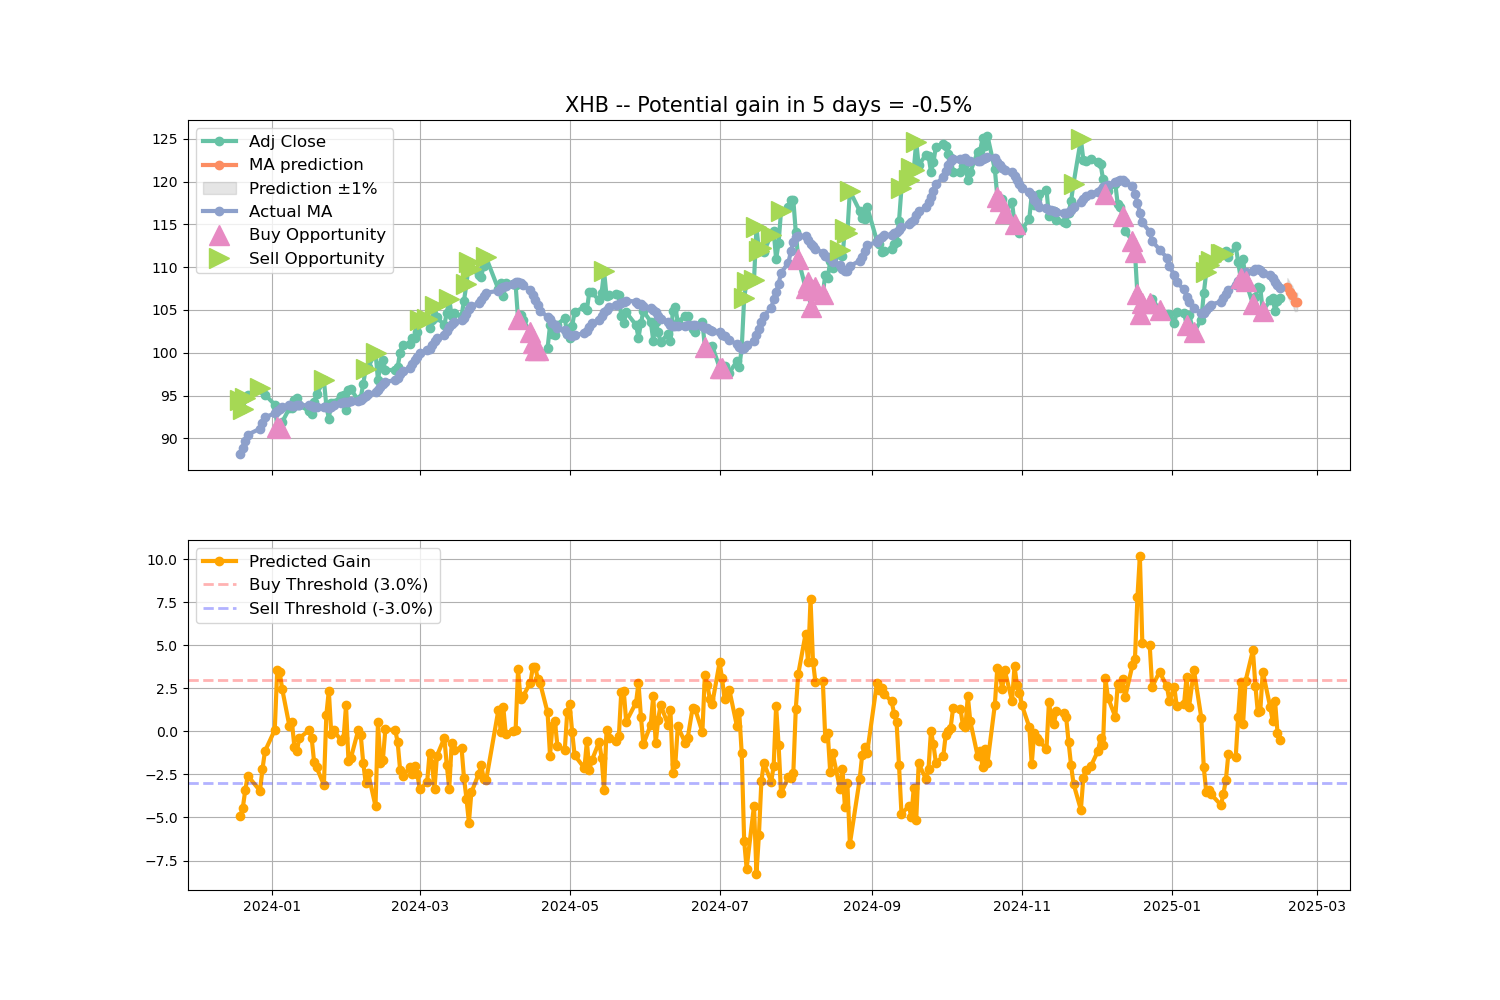 XHB -- Potential gain in 5 days = -0.5%
125
120
115
110
105
100
95
90
Adj Close
MA prediction
Prediction ±1%
Actual MA
Buy Opportunity
Sell Opportunity
10.0
7.5
5.0
2.5
0.0
−2.5
−5.0
−7.5
Predicted Gain
Buy Threshold (3.0%)
Sell Threshold (-3.0%)
2024-01
2024-03
2024-05
2024-07
2024-09
2024-11
2025-01
2025-03